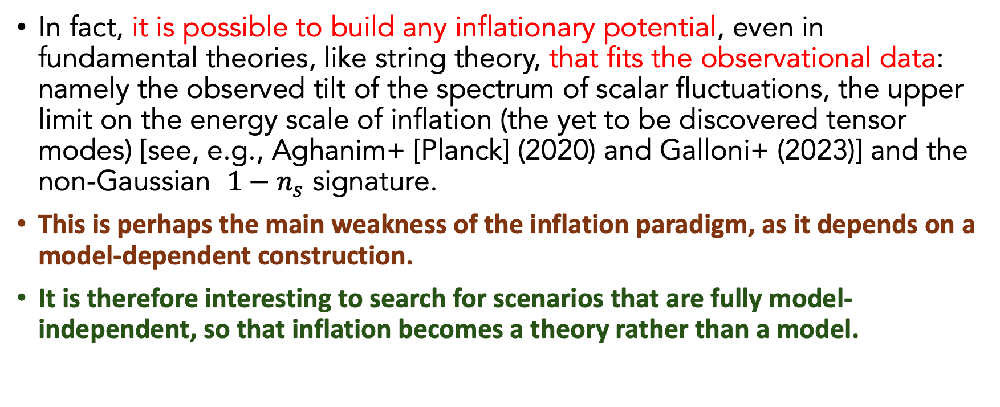 • In fact, it is possible to build any inflationary potential, even in
fundamental theories, like string theory, that fits the observational data:
namely the observed tilt of the spectrum of scalar fluctuations, the upper
limit on the energy scale of inflation (the yet to be discovered tensor
modes) [see, e.g., Aghanim+ [Planck] (2020) and Galloni+ (2023)] and the
non-Gaussian 1 − nₛ signature.
• This is perhaps the main weakness of the inflation paradigm, as it depends on a
model-dependent construction.
• It is therefore interesting to search for scenarios that are fully model-
independent, so that inflation becomes a theory rather than a model.